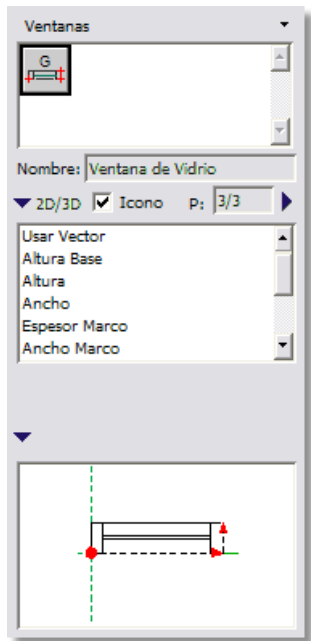 Ventanas
G
Nombre: Ventana de Vidrio
2D/3D Icono P: 3/3
Usar Vector
Altura Base
Altura
Ancho
Espesor Marco
Ancho Marco